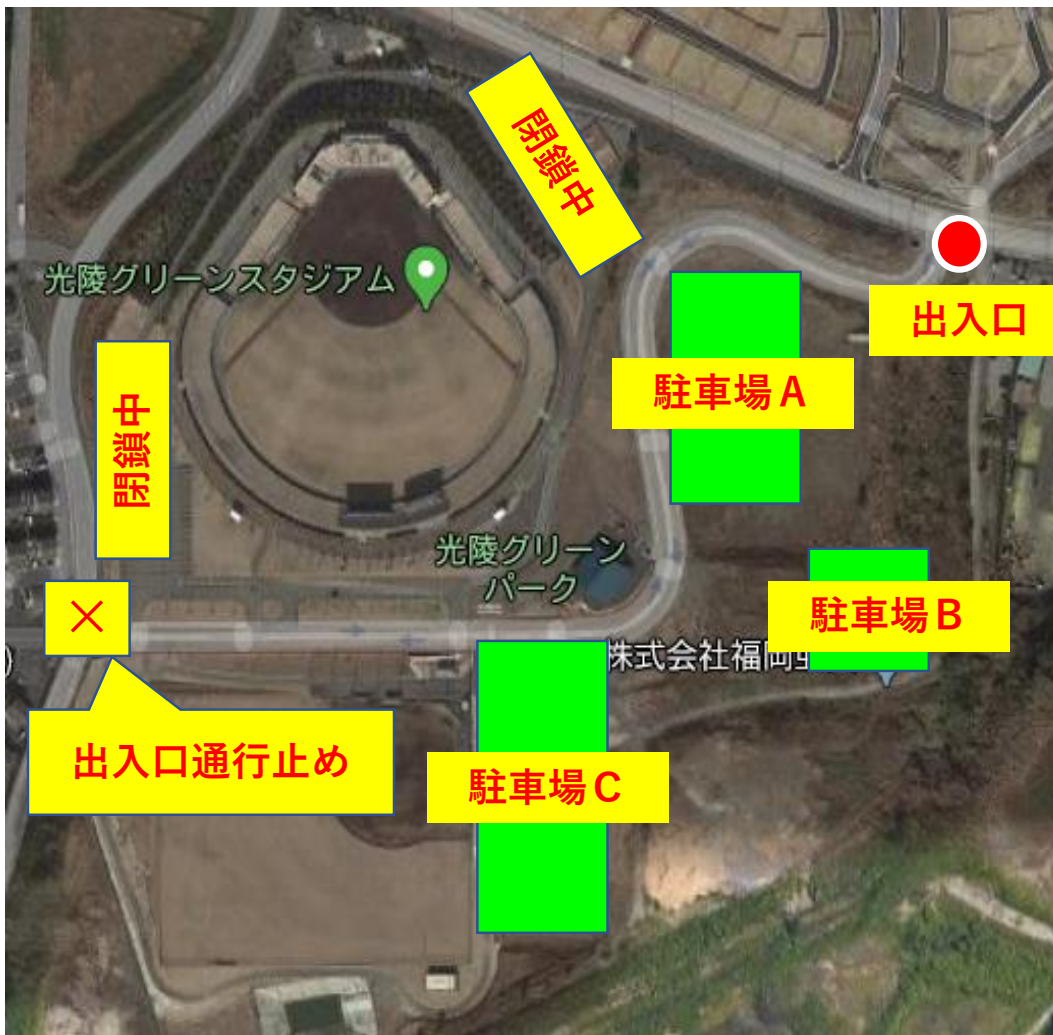 閉鎖中
光陵グリーンスタジアム
出入口
駐車場A
閉鎖中
光陵グリーン
パーク
×
駐車場B
株式会社福岡
出入口通行止め
駐車場C